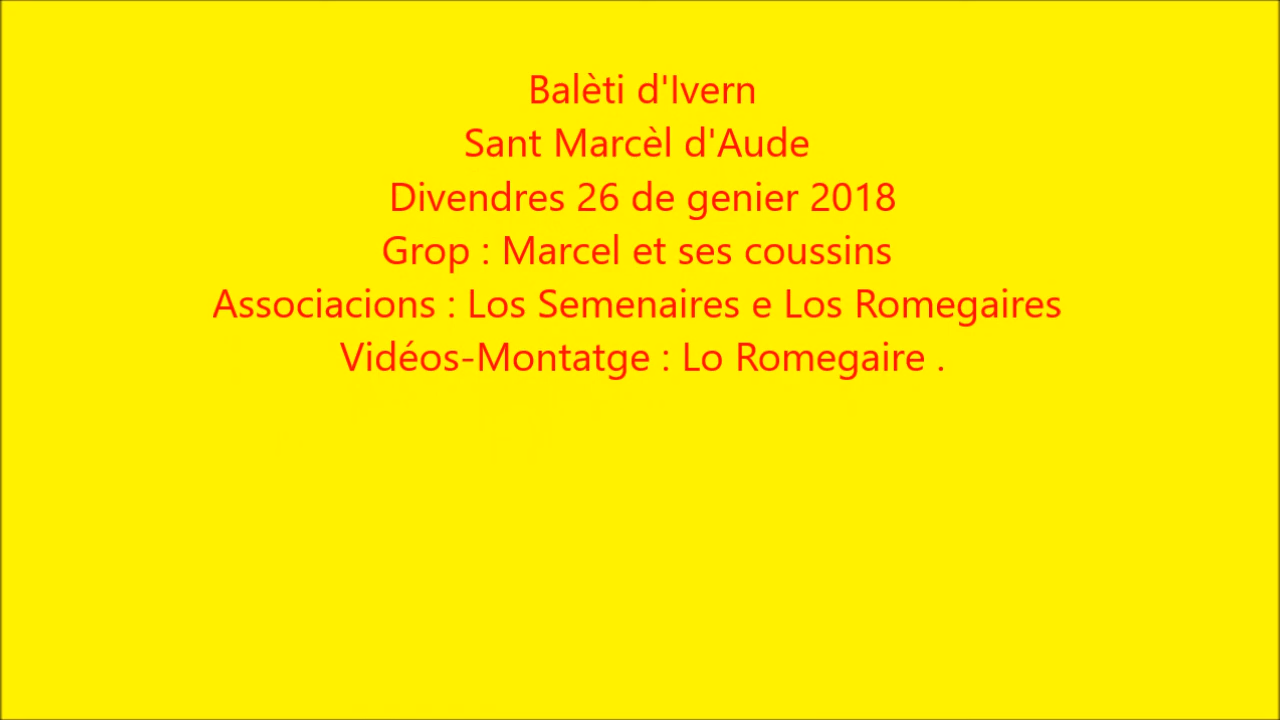 Balèti d'Ivern
Sant Marcèl d'Aude
Divendres 26 de genier 2018
Grop : Marcel et ses coussins
Associacions : Los Semenaires e Los Romegaires
Vidéos-Montatge : Lo Romegaire .